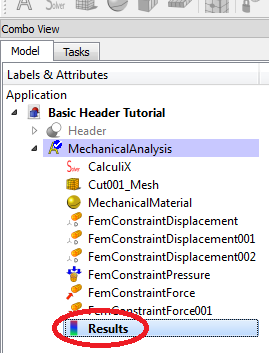 Solver
Combo View
Model Tasks
Labels & Attributes
Application
Basic Header Tutorial
Header
MechanicalAnalysis
CalculiX
Cut001_Mesh
MechanicalMaterial
FemConstraintDisplacement
FemConstraintDisplacement001
FemConstraintDisplacement002
FemConstraintPressure
FemConstraintForce
FemConstraintForce001
Results